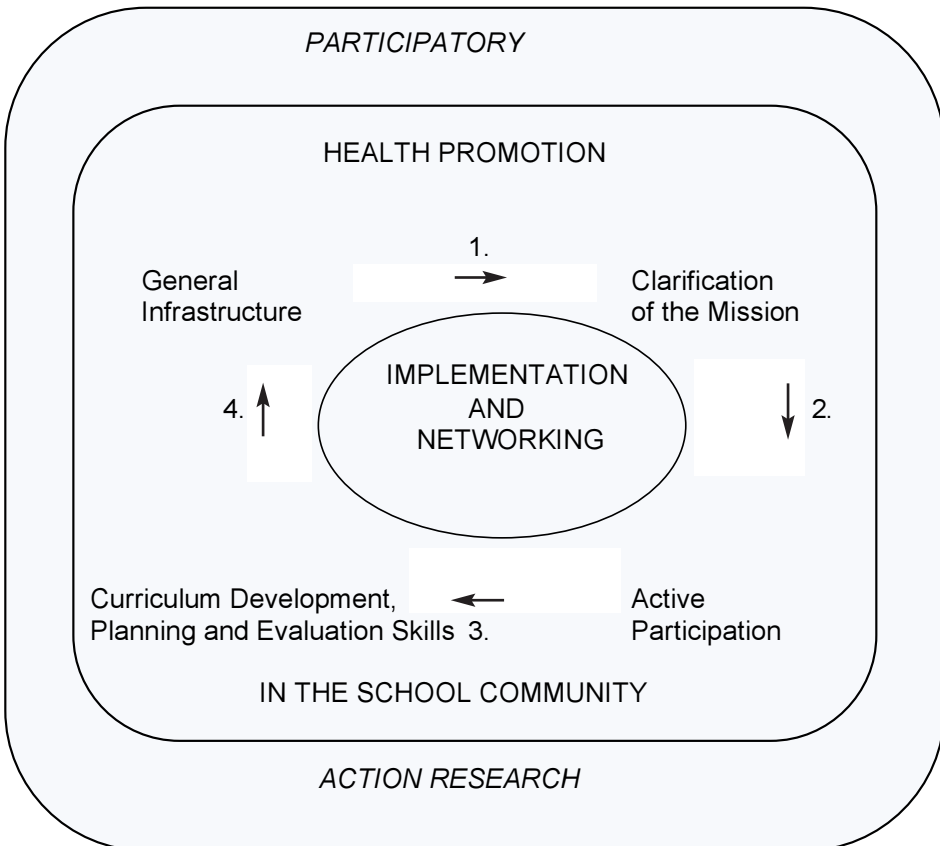 PARTICIPATORY
HEALTH PROMOTION
1.
General
Infrastructure
Clarification
of the Mission
IMPLEMENTATION
AND
NETWORKING
4.
2.
Curriculum Development,
Planning and Evaluation Skills 3.
Active
Participation
IN THE SCHOOL COMMUNITY
ACTION RESEARCH